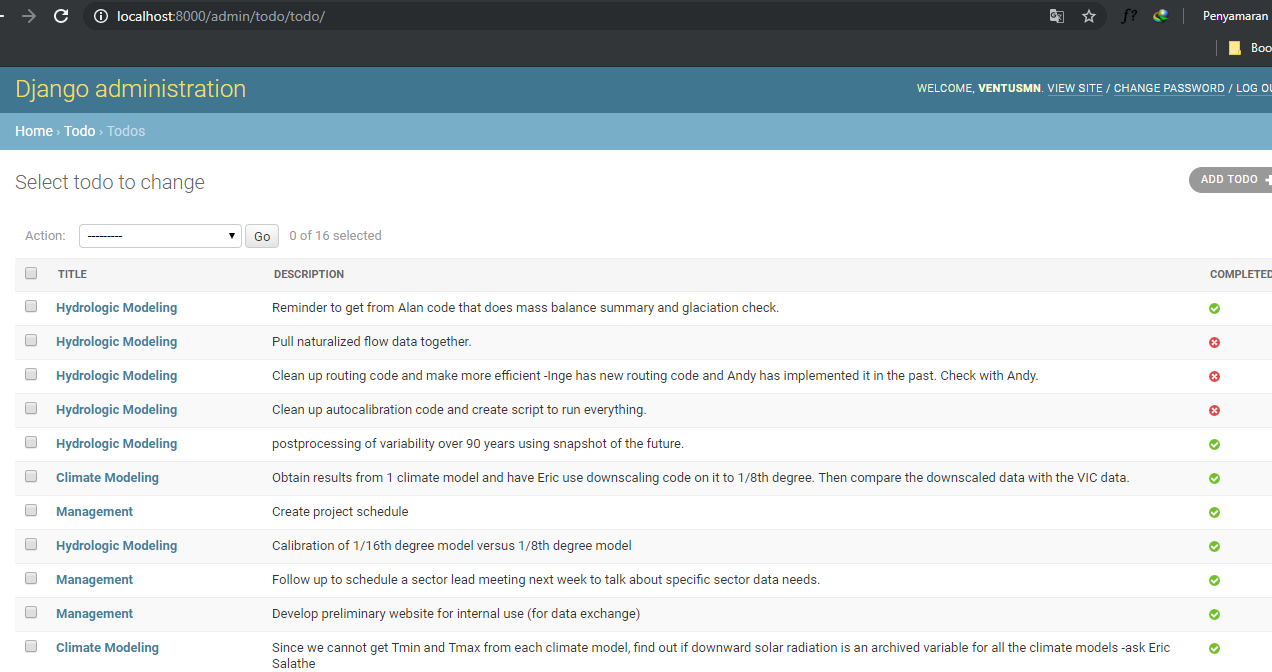 localhost:8000/admin/todo/todo/
Penyamaran
Boo
Django administration
WELCOME, VENTUSMN. VIEW SITE / CHANGE PASSWORD / LOG OU
Home › Todo › Todos
Select todo to change
ADD TODO +
Action: --------- Go 0 of 16 selected
TITLE DESCRIPTION COMPLETED
Hydrologic Modeling Reminder to get from Alan code that does mass balance summary and glaciation check.
Hydrologic Modeling Pull naturalized flow data together.
Hydrologic Modeling Clean up routing code and make more efficient -Inge has new routing code and Andy has implemented it in the past. Check with Andy.
Hydrologic Modeling Clean up autocalibration code and create script to run everything.
Hydrologic Modeling postprocessing of variability over 90 years using snapshot of the future.
Climate Modeling Obtain results from 1 climate model and have Eric use downscaling code on it to 1/8th degree. Then compare the downscaled data with the VIC data.
Management Create project schedule
Hydrologic Modeling Calibration of 1/16th degree model versus 1/8th degree model
Management Follow up to schedule a sector lead meeting next week to talk about specific sector data needs.
Management Develop preliminary website for internal use (for data exchange)
Climate Modeling Since we cannot get Tmin and Tmax from each climate model, find out if downward solar radiation is an archived variable for all the climate models -ask Eric
Salathe